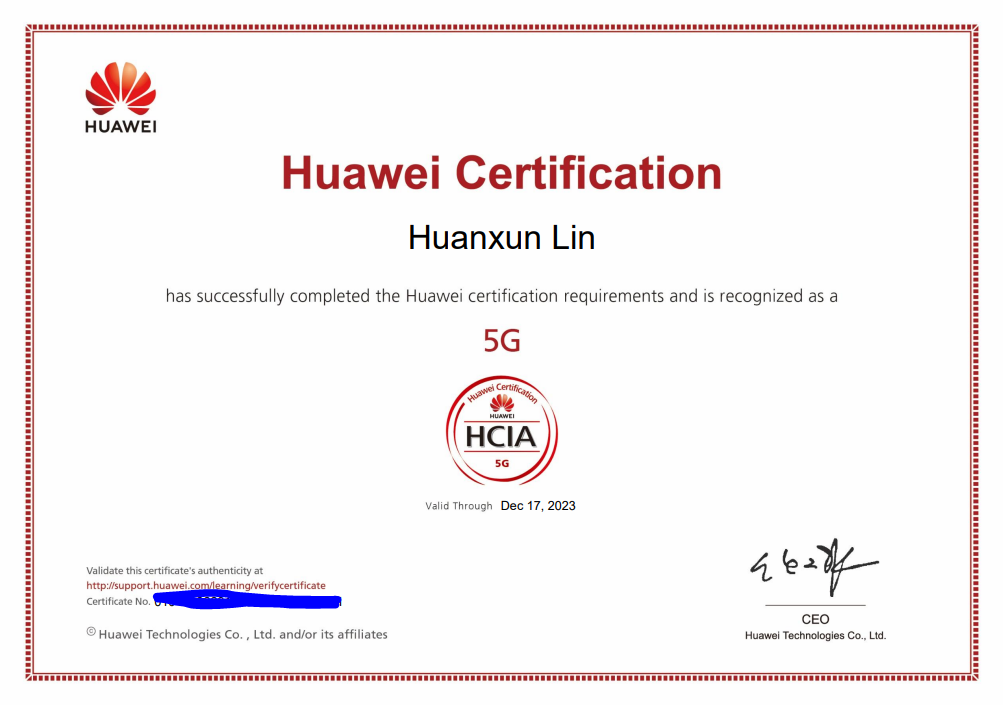 HUAWEI
Huawei Certification
Huanxun Lin
has successfully completed the Huawei certification requirements and is recognized as a
5G
Huawei Certification
HUAWEI
HCIA
5G
Valid Through Dec 17, 2023
Validate this certificate's authenticity at
http://support.huawei.com/learning/verifycertificate
Certificate No.
© Huawei Technologies Co. , Ltd. and/or its affiliates
CEO
Huawei Technologies Co., Ltd.